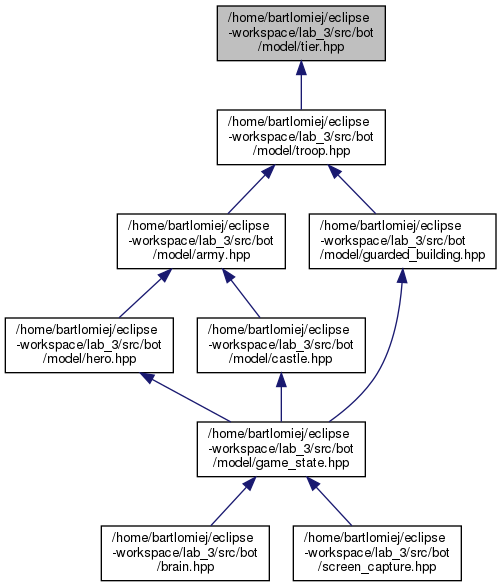 /home/bartlomiej/eclipse
-workspace/lab_3/src/bot
/model/tier.hpp
/home/bartlomiej/eclipse
-workspace/lab_3/src/bot
/model/troop.hpp
/home/bartlomiej/eclipse
-workspace/lab_3/src/bot
/model/army.hpp
/home/bartlomiej/eclipse
-workspace/lab_3/src/bot
/model/guarded_building.hpp
/home/bartlomiej/eclipse
-workspace/lab_3/src/bot
/model/hero.hpp
/home/bartlomiej/eclipse
-workspace/lab_3/src/bot
/model/castle.hpp
/home/bartlomiej/eclipse
-workspace/lab_3/src/bot
/model/game_state.hpp
/home/bartlomiej/eclipse
-workspace/lab_3/src/bot
/brain.hpp
/home/bartlomiej/eclipse
-workspace/lab_3/src/bot
/screen_capture.hpp